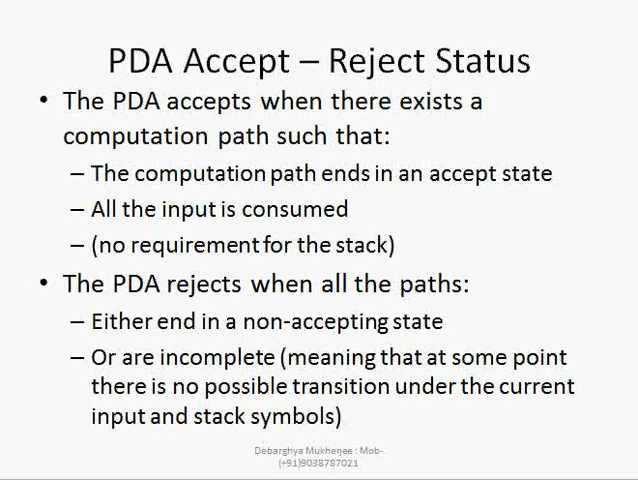 PDA Accept – Reject Status
• The PDA accepts when there exists a
computation path such that:
– The computation path ends in an accept state
– All the input is consumed
– (no requirement for the stack)
• The PDA rejects when all the paths:
– Either end in a non-accepting state
– Or are incomplete (meaning that at some point
there is no possible transition under the current
input and stack symbols)
Debarghya Mukherjee : Mob-
(+91)9038787021